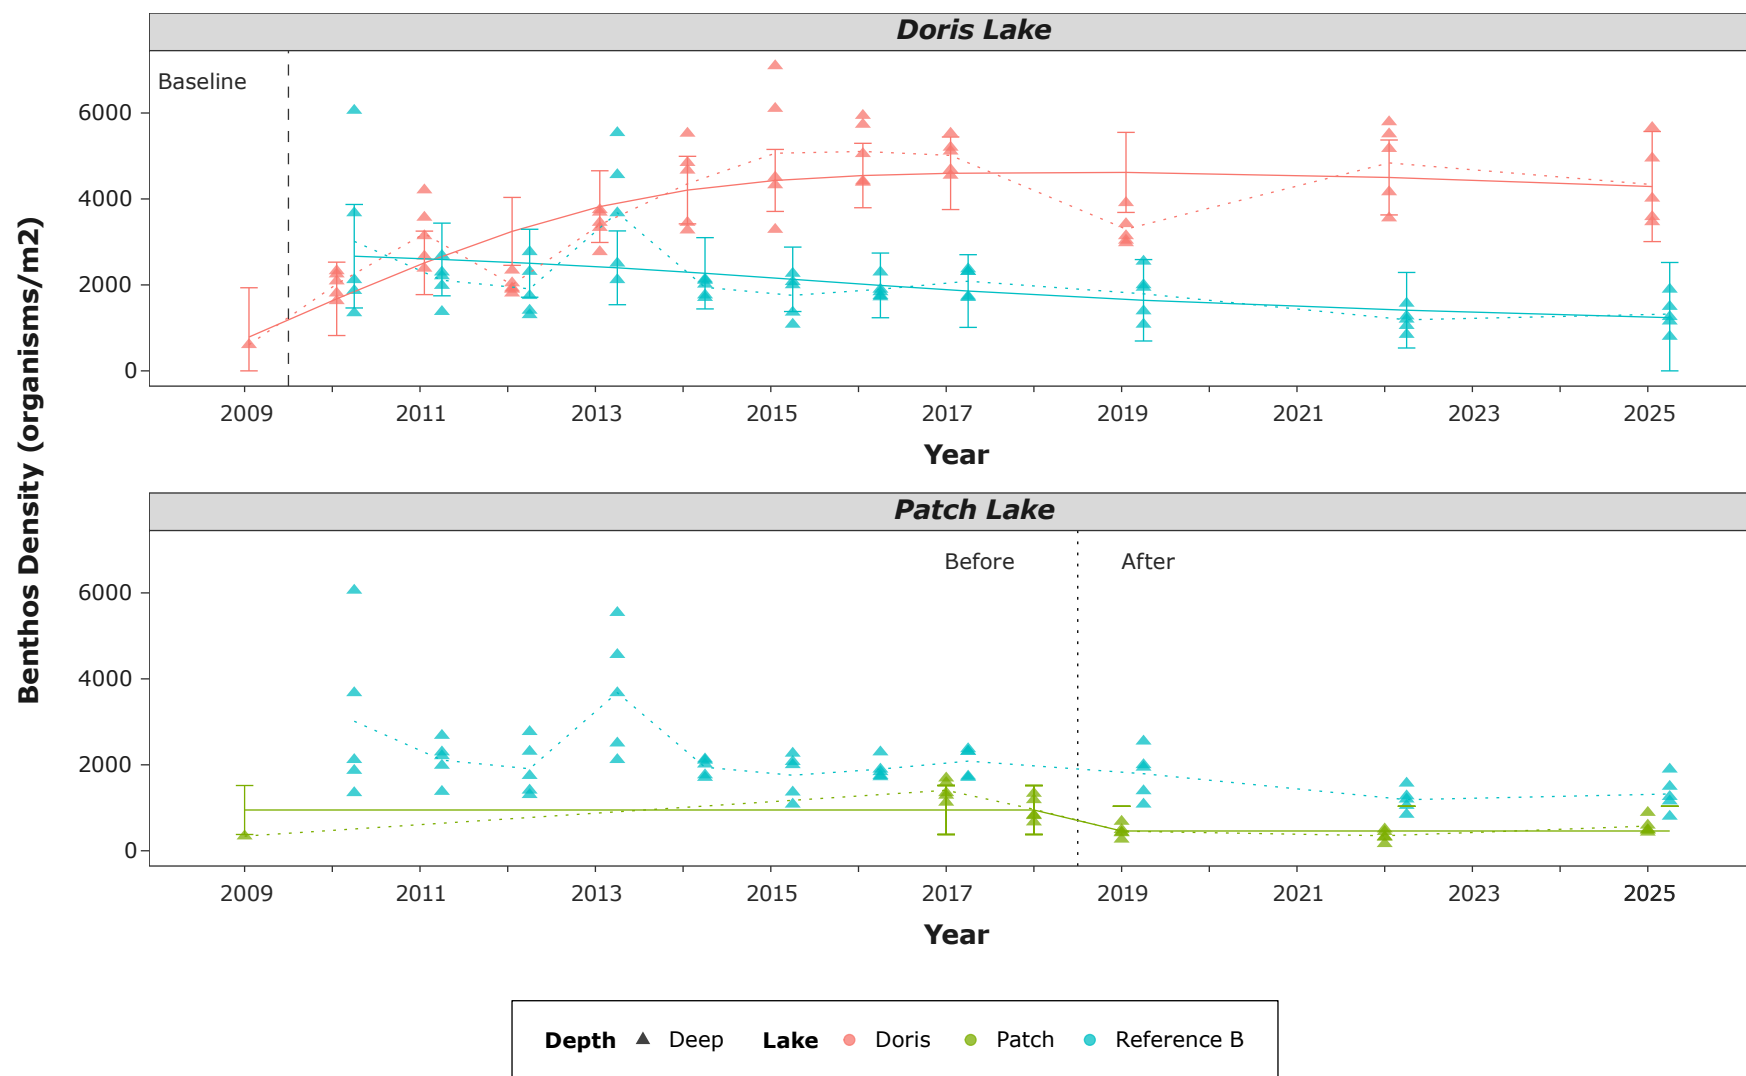 Doris Lake
Baseline
6000
4000
2000
0
2009 2011 2013 2015 2017 2019 2021 2023 2025
Year
Benthos Density (organisms/m2)
Patch Lake
Before After
6000
4000
2000
0
2009 2011 2013 2015 2017 2019 2021 2023 2025
Year
Depth Deep Lake Doris Patch Reference B